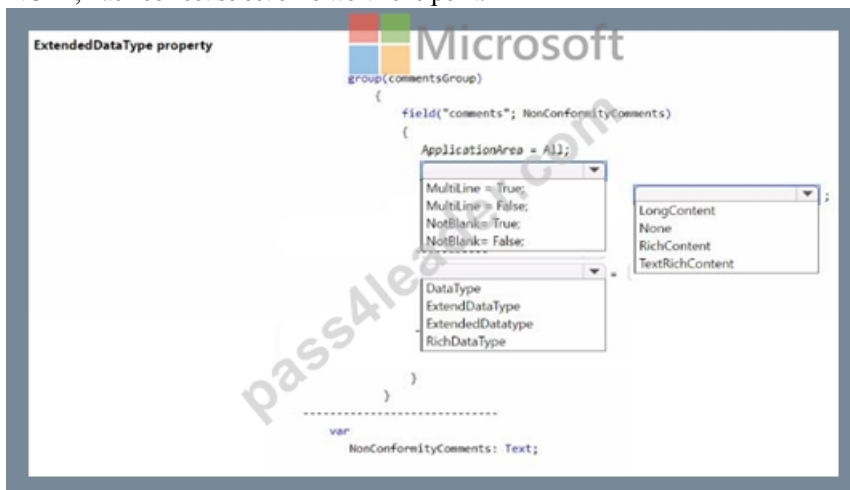 ExtendedDataType property
Microsoft
group(commentsGroup)
{
field("comments"; NonConformityComments)
{
ApplicationArea = All;
MultiLine = True;
MultiLine = False;
NotBlank= True;
NotBlank= False;
;
LongContent
None
RichContent
TextRichContent
=
DataType
ExtendDataType
ExtendedDatatype
RichDataType
}
}
----------------------------
var
NonConformityComments: Text;
pass4leader.com